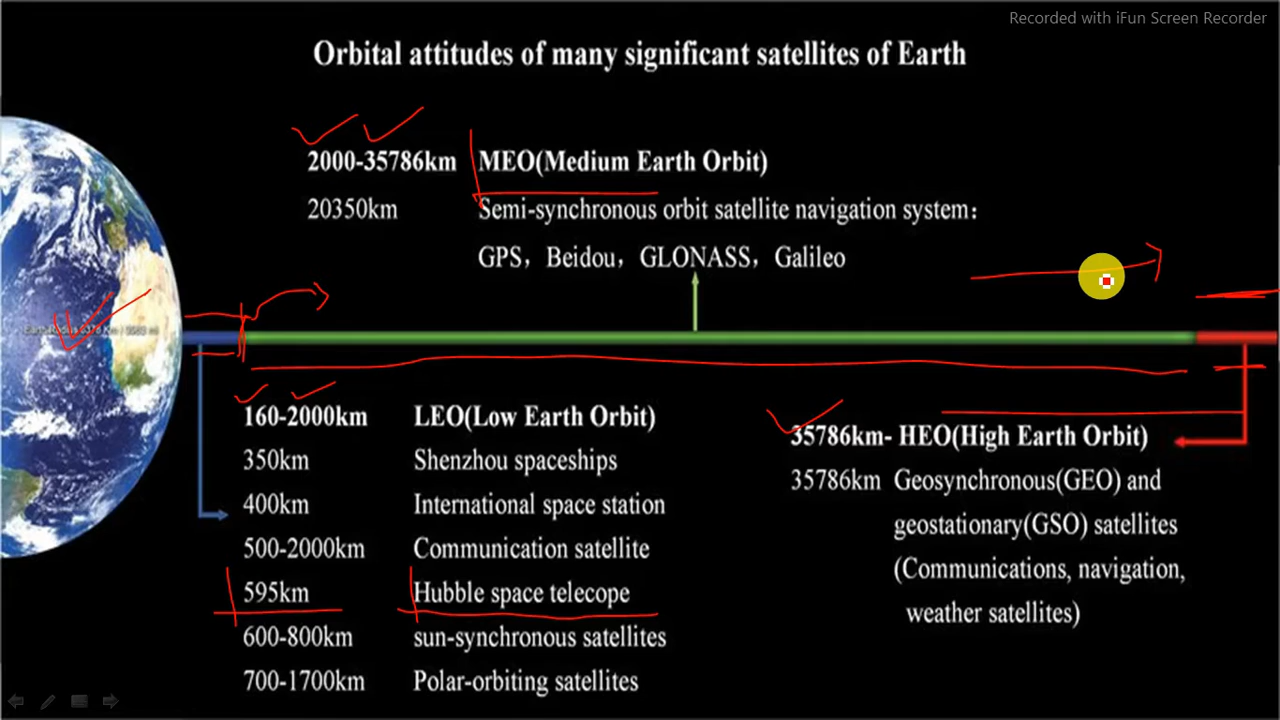 Recorded with iFun Screen Recorder
Orbital attitudes of many significant satellites of Earth
2000-35786km MEO(Medium Earth Orbit)
20350km Semi-synchronous orbit satellite navigation system:
GPS, Beidou, GLONASS, Galileo
160-2000km LEO(Low Earth Orbit)
350km Shenzhou spaceships
400km International space station
500-2000km Communication satellite
595km Hubble space telecope
600-800km sun-synchronous satellites
700-1700km Polar-orbiting satellites
35786km- HEO(High Earth Orbit)
35786km Geosynchronous(GEO) and
geostationary(GSO) satellites
(Communications, navigation,
weather satellites)